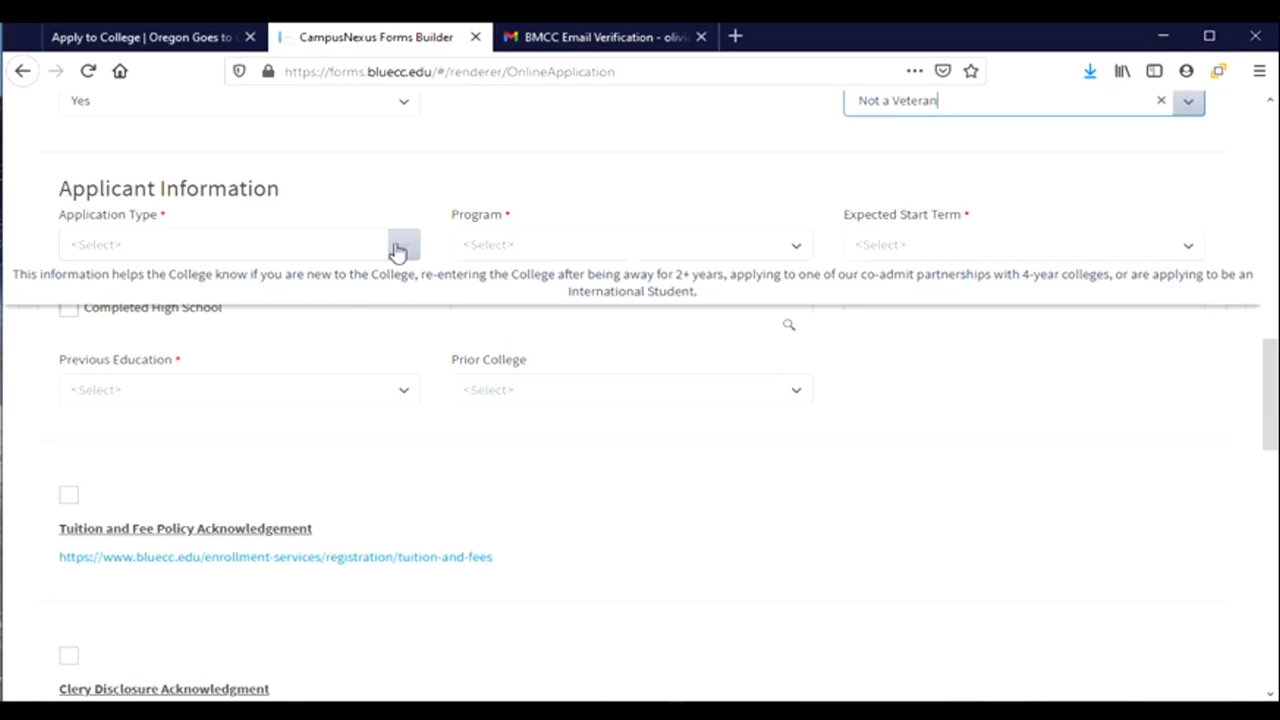 Apply to College | Oregon Goes to
CampusNexus Forms Builder
BMCC Email Verification - olivi
https://forms.bluecc.edu/#/renderer/OnlineApplication
Yes
Not a Veteran
Applicant Information
Application Type *
Program *
Expected Start Term *
<Select>
<Select>
<Select>
This information helps the College know if you are new to the College, re-entering the College after being away for 2+ years, applying to one of our co-admit partnerships with 4-year colleges, or are applying to be an
International Student.
Completed High School
Previous Education *
Prior College
<Select>
<Select>
Tuition and Fee Policy Acknowledgement
https://www.bluecc.edu/enrollment-services/registration/tuition-and-fees
Clery Disclosure Acknowledgment